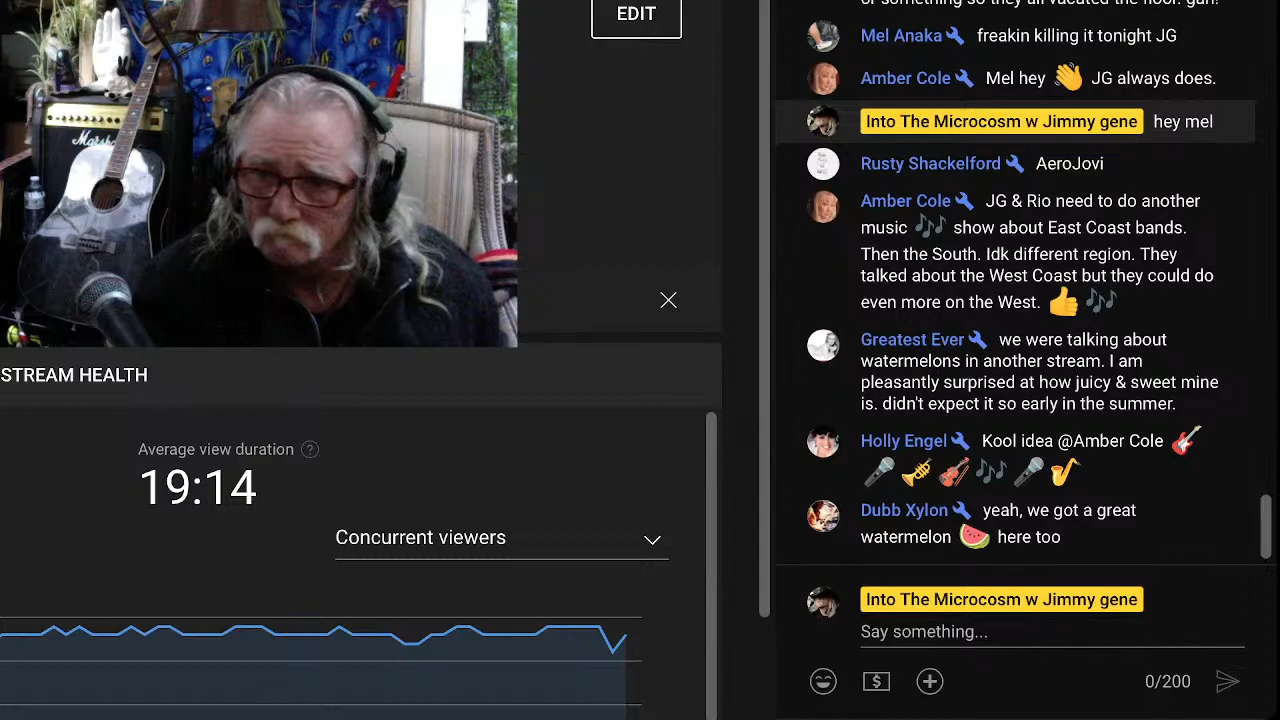 EDIT
Marshall
STREAM HEALTH
Average view duration ?
19:14
Concurrent viewers
Mel Anaka freakin killing it tonight JG
Amber Cole Mel hey 👋 JG always does.
Into The Microcosm w Jimmy gene hey mel
Rusty Shackelford AeroJovi
Amber Cole JG & Rio need to do another
music 🎶 show about East Coast bands.
Then the South. Idk different region. They
talked about the West Coast but they could do
even more on the West. 👍 🎶
Greatest Ever we were talking about
watermelons in another stream. I am
pleasantly surprised at how juicy & sweet mine
is. didn't expect it so early in the summer.
Holly Engel Kool idea @Amber Cole 🎸
🎤 🎺 🎻 🎶 🎤 🎷
Dubb Xylon yeah, we got a great
watermelon 🍉 here too
Into The Microcosm w Jimmy gene
Say something...
0/200